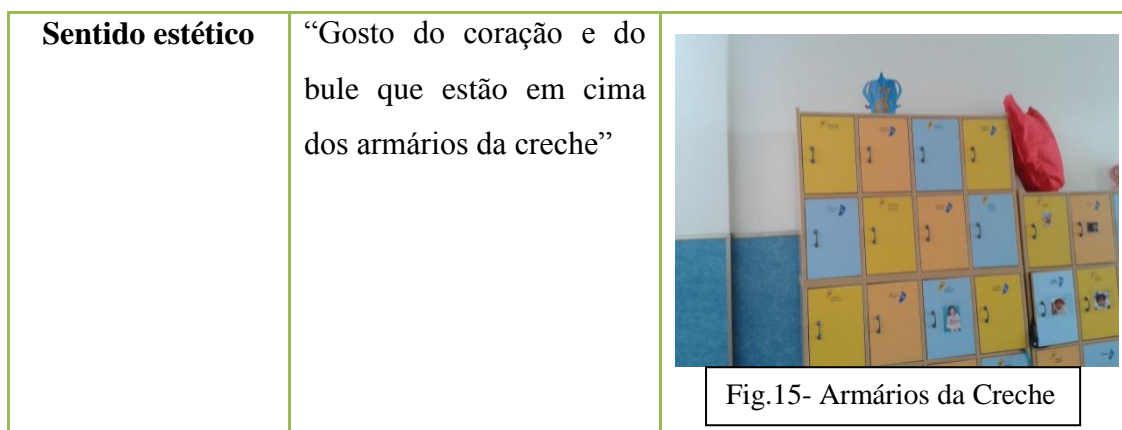 Sentido estético
“Gosto do coração e do
bule que estão em cima
dos armários da creche”
Fig.15- Armários da Creche